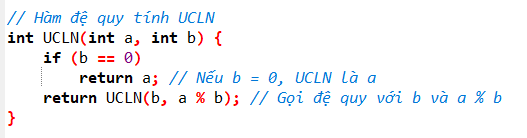 // Hàm đệ quy tính UCLN
int UCLN(int a, int b) {
    if (b == 0)
        return a; // Nếu b = 0, UCLN là a
    return UCLN(b, a % b); // Gọi đệ quy với b và a % b
}